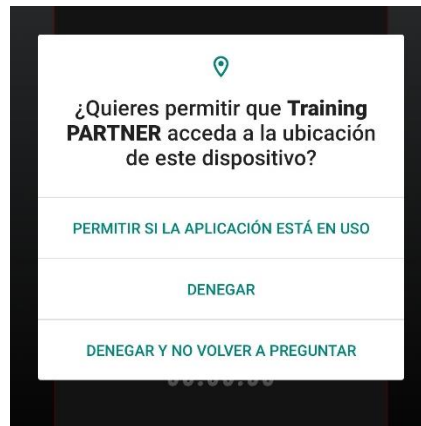 ¿Quieres permitir que Training
PARTNER acceda a la ubicación
de este dispositivo?
PERMITIR SI LA APLICACIÓN ESTÁ EN USO
DENEGAR
DENEGAR Y NO VOLVER A PREGUNTAR